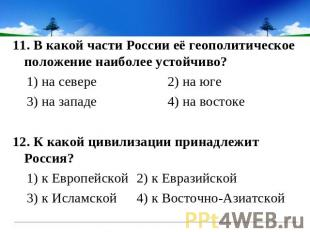 11. В какой части России её геополитическое
положение наиболее устойчиво?
1) на севере 2) на юге
3) на западе 4) на востоке
12. К какой цивилизации принадлежит
Россия?
1) к Европейской 2) к Евразийской
3) к Исламской 4) к Восточно-Азиатской
PPt4WEB.ru